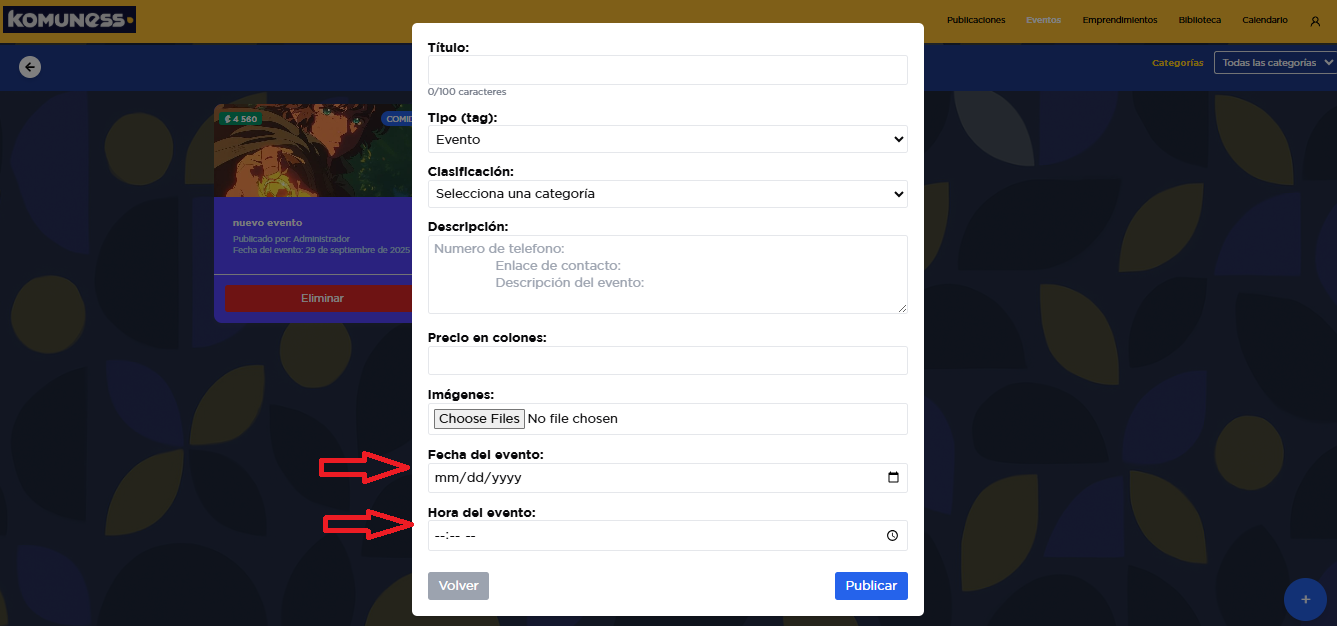 KOMUNESS
Publicaciones Eventos Emprendimientos Biblioteca Calendario
Categorías Todas las categorías
₡ 4 560
COMID
nuevo evento
Publicado por: Administrador
Fecha del evento: 29 de septiembre de 2025
Eliminar
Título:
0/100 caracteres
Tipo (tag):
Evento
Clasificación:
Selecciona una categoría
Descripción:
Numero de telefono:
Enlace de contacto:
Descripción del evento:
Precio en colones:
Imágenes:
Choose Files No file chosen
Fecha del evento:
mm/dd/yyyy
Hora del evento:
--:-- --
Volver Publicar
+